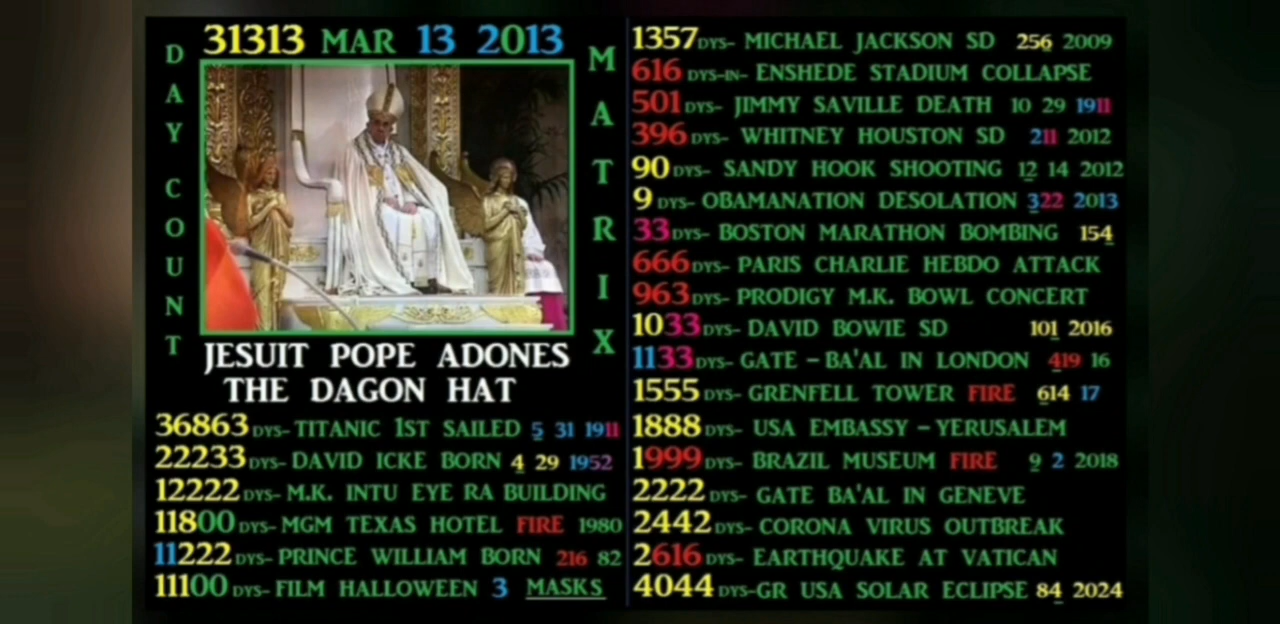 31313 MAR 13 2013
DAY COUNT
MATRIX
JESUIT POPE ADONES
THE DAGON HAT
36863 DYS- TITANIC 1ST SAILED 5 31 1911
22233 DYS- DAVID ICKE BORN 4 29 1952
12222 DYS- M.K. INTU EYE RA BUILDING
11800 DYS- MGM TEXAS HOTEL FIRE 1980
11222 DYS- PRINCE WILLIAM BORN 216 82
11100 DYS- FILM HALLOWEEN 3 MASKS
1357 DYS- MICHAEL JACKSON SD 256 2009
616 DYS-IN- ENSHEDE STADIUM COLLAPSE
501 DYS- JIMMY SAVILLE DEATH 10 29 1911
396 DYS- WHITNEY HOUSTON SD 211 2012
90 DYS- SANDY HOOK SHOOTING 12 14 2012
9 DYS- OBAMANATION DESOLATION 322 2013
33 DYS- BOSTON MARATHON BOMBING 154
666 DYS- PARIS CHARLIE HEBDO ATTACK
963 DYS- PRODIGY M.K. BOWL CONCERT
1033 DYS- DAVID BOWIE SD 101 2016
1133 DYS- GATE - BA'AL IN LONDON 419 16
1555 DYS- GRENFELL TOWER FIRE 614 17
1888 DYS- USA EMBASSY - YERUSALEM
1999 DYS- BRAZIL MUSEUM FIRE 9 2 2018
2222 DYS- GATE BA'AL IN GENEVE
2442 DYS- CORONA VIRUS OUTBREAK
2616 DYS- EARTHQUAKE AT VATICAN
4044 DYS- GR USA SOLAR ECLIPSE 84 2024